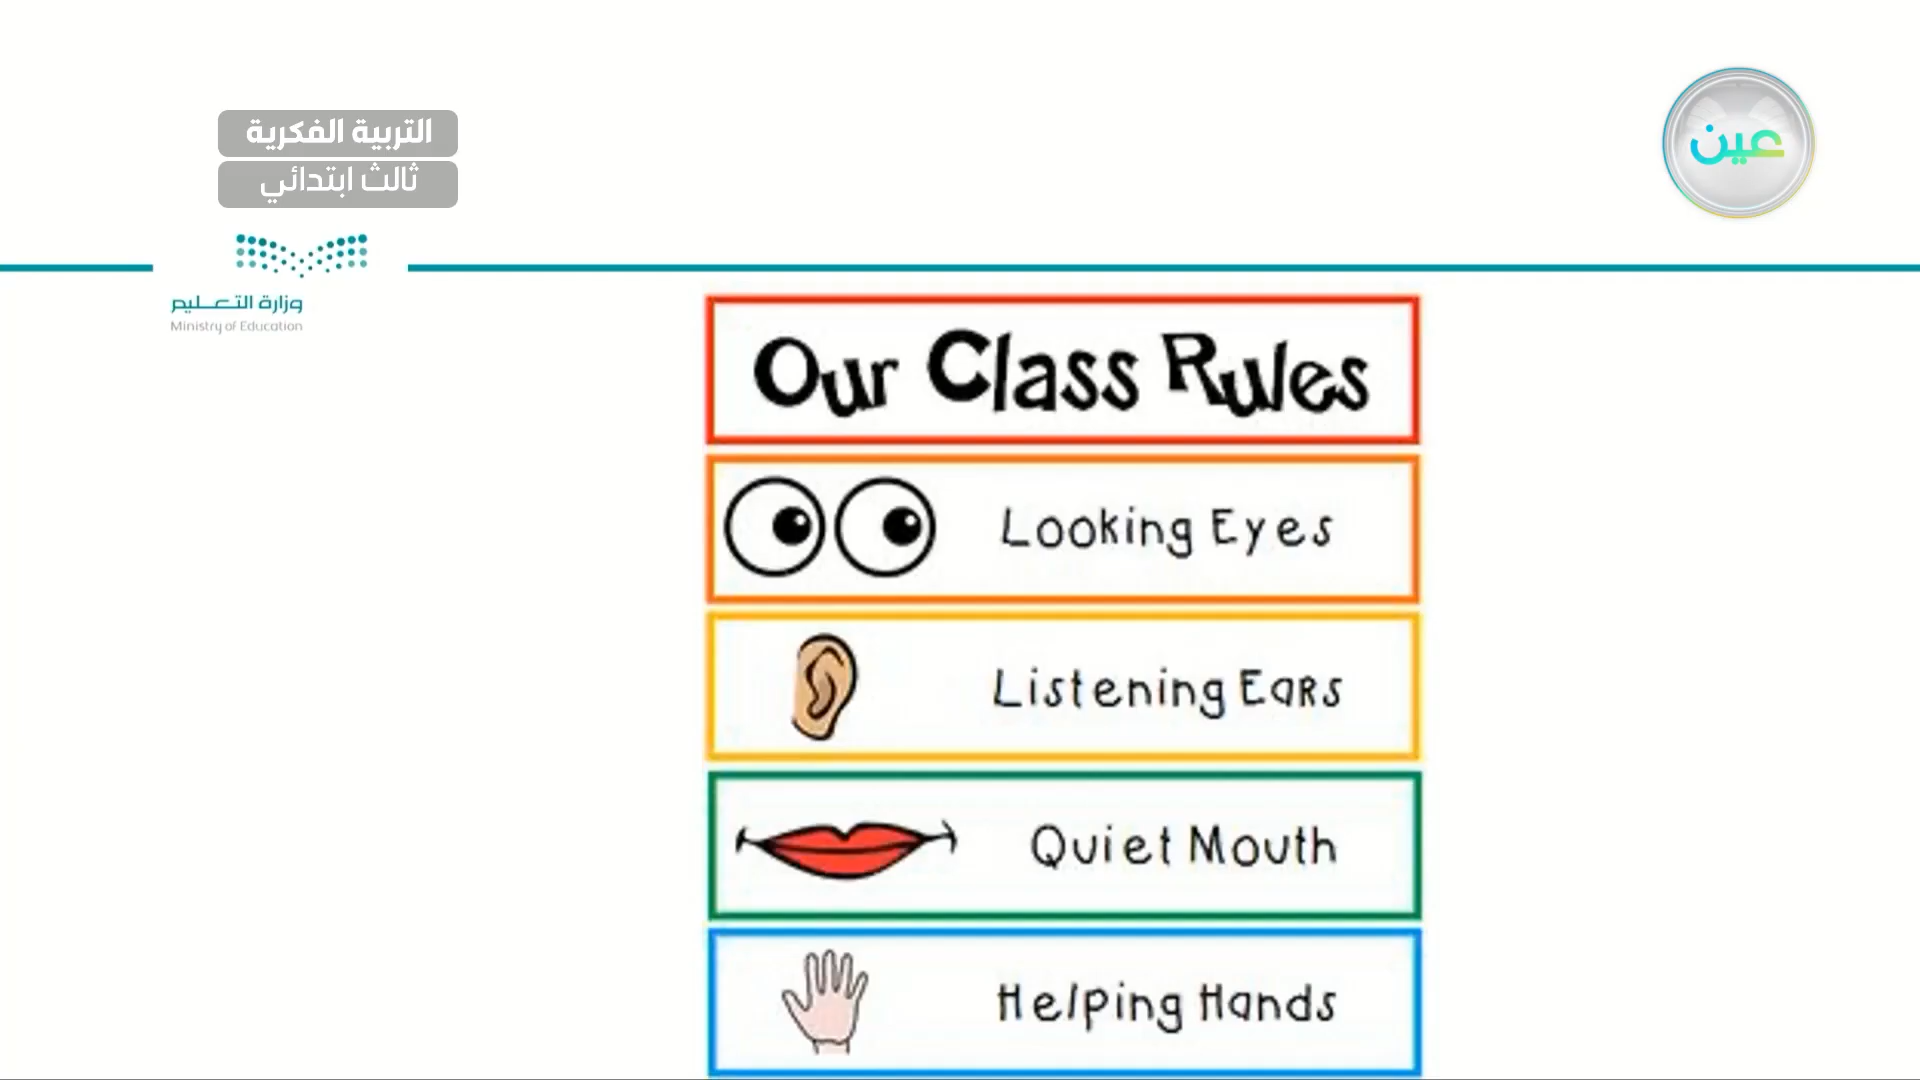 التربية الفكرية
ثالث ابتدائي
عين
وزارة التعليم
Ministry of Education
Our Class Rules
Looking Eyes
Listening Ears
Quiet Mouth
Helping Hands